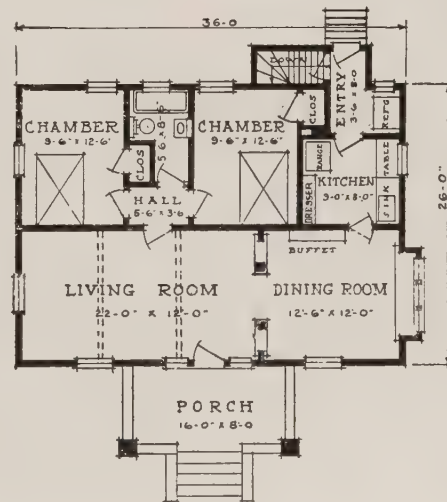 36-0
DOWN
ENTRY
3-6 x 8-0
REFG
CLOS
CHAMBER
9-6" x 12-6"
5-6 x 8-6
CLOS
CHAMBER
9-6" x 12-6"
RANGE
TABLE
KITCHEN
9-0" x 8-0"
DRESSER
SINK
HALL
5-6" x 3-6
26-0"
BUFFET
LIVING ROOM
22-0" x 12-0"
DINING ROOM
12-6" x 12-0"
PORCH
16-0" x 8-0